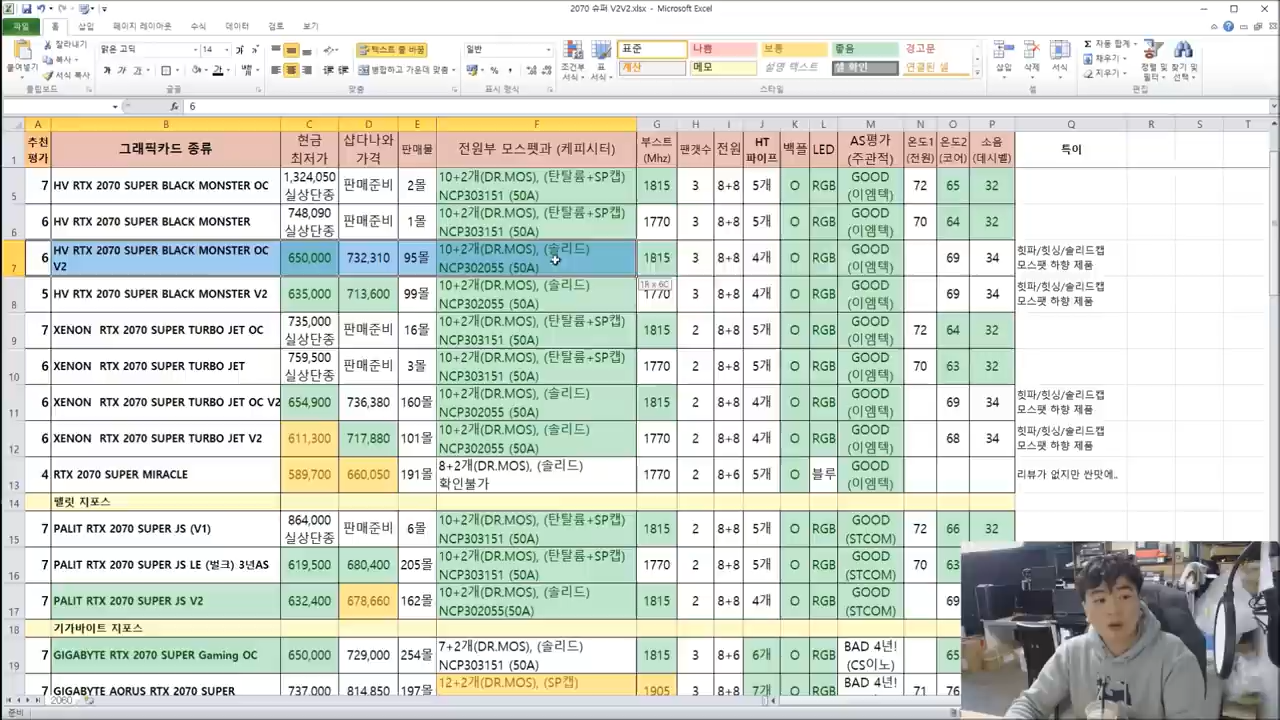 2070 슈퍼 V2V2.xlsx - Microsoft Excel
파일 홈 삽입 페이지 레이아웃 수식 데이터 검토 보기
잘라내기
복사
서식 복사
붙여넣기
맑은 고딕 14
텍스트 줄 바꿈
병합하고 가운데 맞춤
일반
조건부 서식
표 서식
표준 나쁨 보통 좋음 경고문
계산 메모 설명 텍스트 셀 확인 연결된 셀
삽입 삭제 서식
자동 합계
채우기
지우기
정렬 및 필터
찾기 및 선택
클립보드 맞춤 표시 형식 스타일 셀 편집
fx 6
A B C D E F G H I J K L M N O P Q R S T
1 추천 평가 그래픽카드 종류 현금 최저가 샵다나와 가격 판매몰 전원부 모스펫과 (케피시터) 부스트 (Mhz) 팬갯수 전원 HT 파이프 백플 LED AS평가 (주관적) 온도1 (전원) 온도2 (코어) 소음 (데시벨) 특이
5 7 HV RTX 2070 SUPER BLACK MONSTER OC 1,324,050 실상단종 판매준비 2몰 10+2개(DR.MOS), (탄탈륨+SP캡) NCP303151 (50A) 1815 3 8+8 5개 O RGB GOOD (이엠텍) 72 65 32
6 6 HV RTX 2070 SUPER BLACK MONSTER 748,090 실상단종 판매준비 1몰 10+2개(DR.MOS), (탄탈륨+SP캡) NCP303151 (50A) 1770 3 8+8 5개 O RGB GOOD (이엠텍) 70 64 32
7 6 HV RTX 2070 SUPER BLACK MONSTER OC V2 650,000 732,310 95몰 10+2개(DR.MOS), (솔리드) NCP302055 (50A) 1815 3 8+8 4개 O RGB GOOD (이엠텍) 69 34 힛파/힛싱/솔리드캡 모스펫 하향 제품
1R x 6C
8 5 HV RTX 2070 SUPER BLACK MONSTER V2 635,000 713,600 99몰 10+2개(DR.MOS), (솔리드) NCP302055 (50A) 1770 3 8+8 4개 O RGB GOOD (이엠텍) 69 34 힛파/힛싱/솔리드캡 모스펫 하향 제품
9 7 XENON RTX 2070 SUPER TURBO JET OC 735,000 실상단종 판매준비 16몰 10+2개(DR.MOS), (탄탈륨+SP캡) NCP303151 (50A) 1815 2 8+8 5개 O RGB GOOD (이엠텍) 72 64 32
10 7 XENON RTX 2070 SUPER TURBO JET 759,500 실상단종 판매준비 3몰 10+2개(DR.MOS), (탄탈륨+SP캡) NCP303151 (50A) 1770 2 8+8 5개 O RGB GOOD (이엠텍) 70 63 32
11 6 XENON RTX 2070 SUPER TURBO JET OC V2 654,900 736,380 160몰 10+2개(DR.MOS), (솔리드) NCP302055 (50A) 1815 2 8+8 4개 O RGB GOOD (이엠텍) 69 34 힛파/힛싱/솔리드캡 모스펫 하향 제품
12 6 XENON RTX 2070 SUPER TURBO JET V2 611,300 717,880 101몰 10+2개(DR.MOS), (솔리드) NCP302055 (50A) 1770 2 8+8 4개 O RGB GOOD (이엠텍) 68 34 힛파/힛싱/솔리드캡 모스펫 하향 제품
13 4 RTX 2070 SUPER MIRACLE 589,700 660,050 191몰 8+2개(DR.MOS), (솔리드) 확인불가 1770 2 8+6 5개 O 블루 GOOD (이엠텍) 리뷰가 없지만 싼맛에..
14 펠릿 지포스
15 7 PALIT RTX 2070 SUPER JS (V1) 864,000 실상단종 판매준비 6몰 10+2개(DR.MOS), (탄탈륨+SP캡) NCP303151 (50A) 1815 2 8+8 5개 O RGB GOOD (STCOM) 72 66 32
16 7 PALIT RTX 2070 SUPER JS LE (벌크) 3년AS 619,500 680,400 205몰 10+2개(DR.MOS), (탄탈륨+SP캡) NCP303151 (50A) 1770 2 8+8 5개 O RGB GOOD (STCOM) 70 63
17 7 PALIT RTX 2070 SUPER JS V2 632,400 678,660 162몰 10+2개(DR.MOS), (솔리드) NCP302055(50A) 1815 2 8+8 4개 O RGB GOOD (STCOM) 69
18 기가바이트 지포스
19 7 GIGABYTE RTX 2070 SUPER Gaming OC 650,000 729,000 254몰 7+2개(DR.MOS), (솔리드) NCP303151 (50A) 1815 3 8+6 6개 O RGB BAD 4년! (CS이노) 65
7 GIGABYTE AORUS RTX 2070 SUPER 737,000 814,850 197몰 12+2개(DR.MOS), (SP캡) 1905 3 8+8 7개 O RGB BAD 4년! 71 76
2060
준비